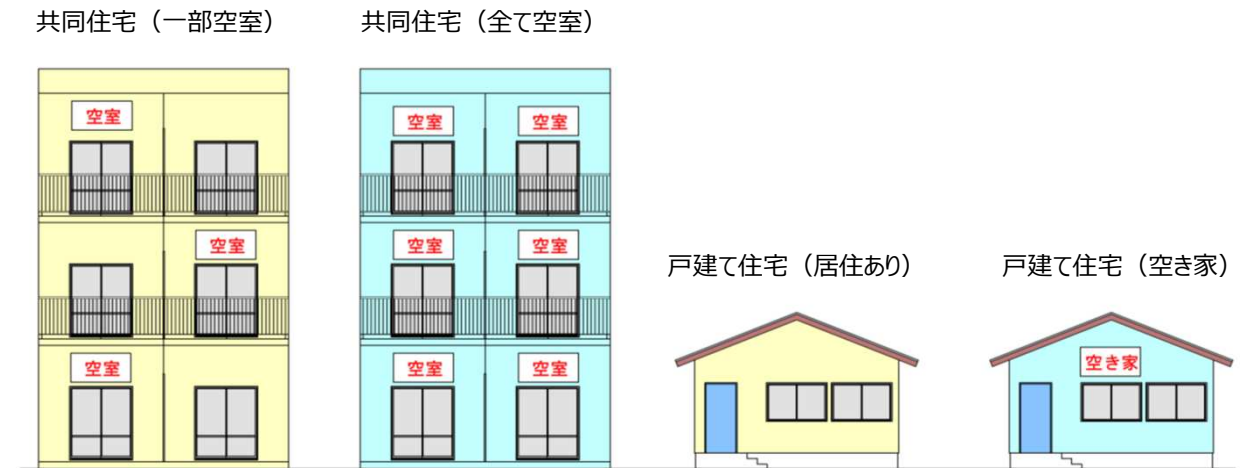 共同住宅（一部空室）
共同住宅（全て空室）
空室
空室
空室
空室
空室
空室
戸建て住宅（居住あり）
戸建て住宅（空き家）
空き家
空室
空室
空室